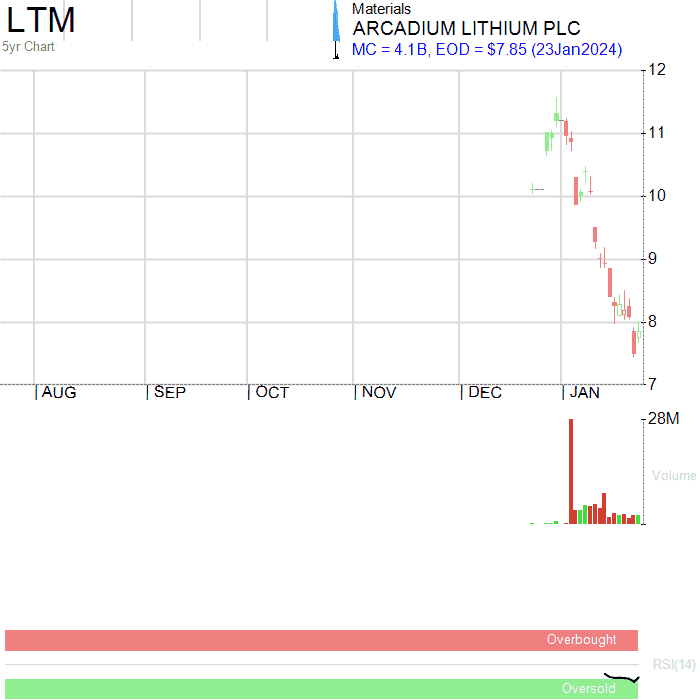 LTM
5yr Chart
Materials
ARCADIUM LITHIUM PLC
MC = 4.1B, EOD = $7.85 (23Jan2024)
12
11
10
9
8
7
AUG SEP OCT NOV DEC JAN
28M
Volume
Overbought
RSI(14)
Oversold